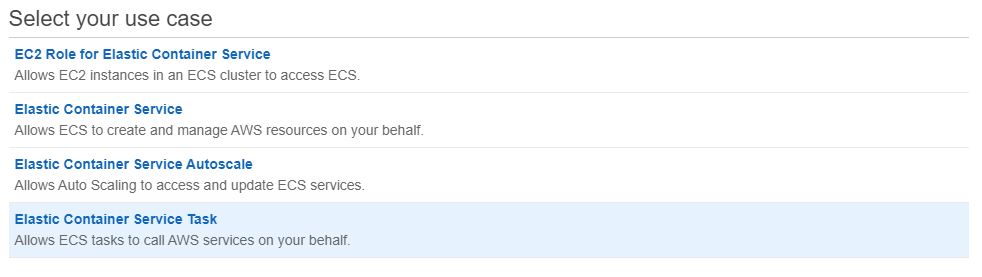 Select your use case
EC2 Role for Elastic Container Service
Allows EC2 instances in an ECS cluster to access ECS.
Elastic Container Service
Allows ECS to create and manage AWS resources on your behalf.
Elastic Container Service Autoscale
Allows Auto Scaling to access and update ECS services.
Elastic Container Service Task
Allows ECS tasks to call AWS services on your behalf.